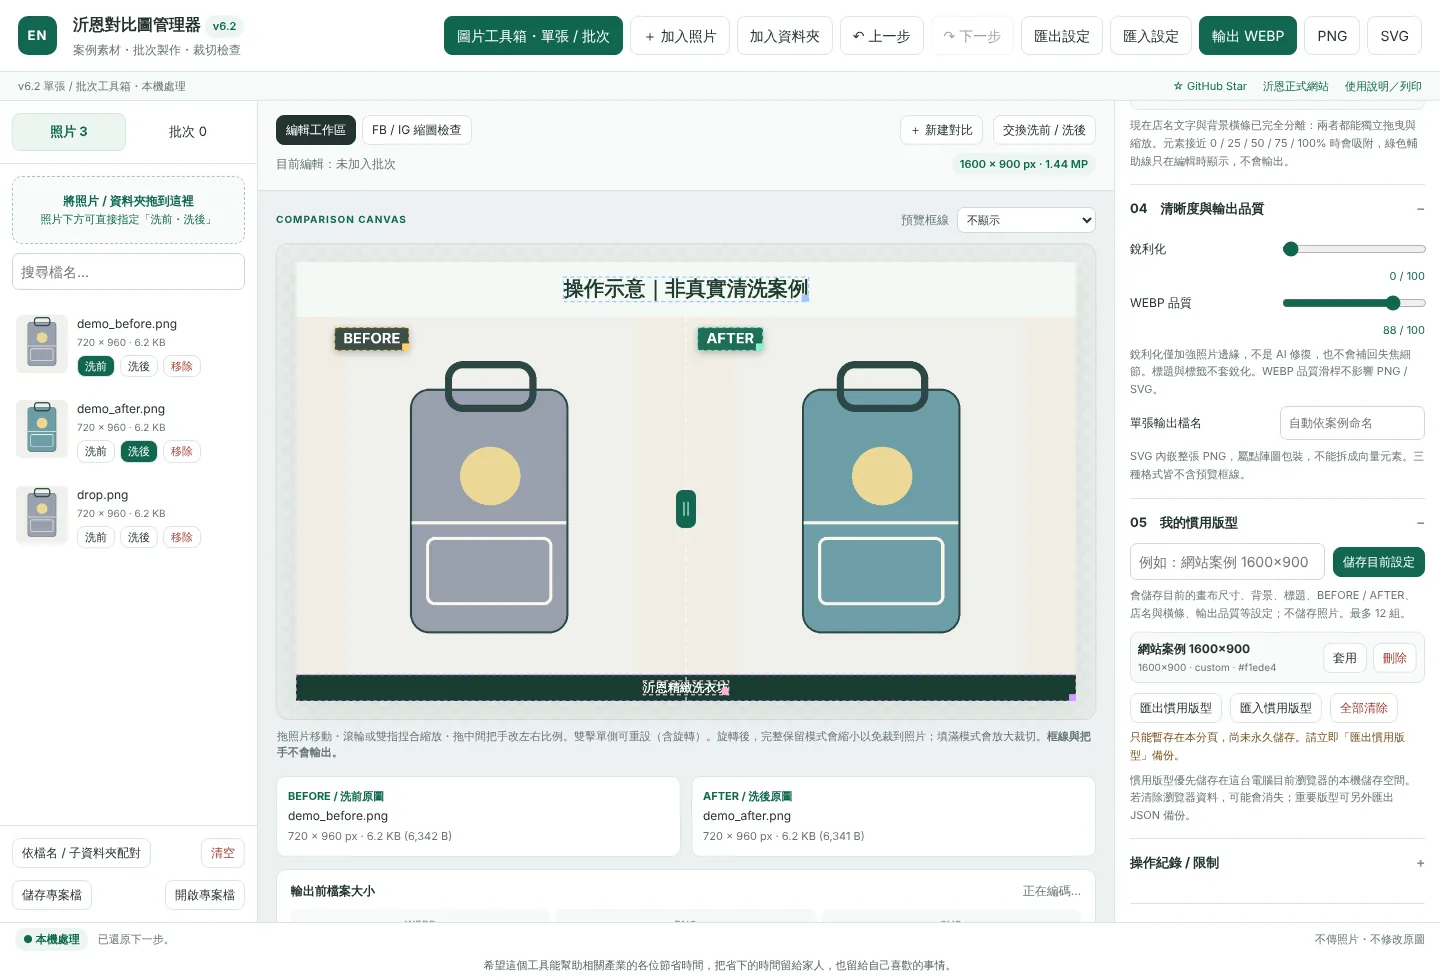 EN
沂恩對比圖管理器 v6.2
案例素材・批次製作・裁切檢查
圖片工具箱・單張 / 批次
＋ 加入照片
加入資料夾
↶ 上一步
↷ 下一步
匯出設定
匯入設定
輸出 WEBP
PNG
SVG
v6.2 單張 / 批次工具箱・本機處理
☆ GitHub Star
沂恩正式網站
使用說明／列印
照片 3
批次 0
將照片 / 資料夾拖到這裡
照片下方可直接指定「洗前・洗後」
搜尋檔名...
demo_before.png
720 × 960 · 6.2 KB
洗前 洗後 移除
demo_after.png
720 × 960 · 6.2 KB
洗前 洗後 移除
drop.png
720 × 960 · 6.2 KB
洗前 洗後 移除
依檔名 / 子資料夾配對
清空
儲存專案檔
開啟專案檔
編輯工作區
FB / IG 縮圖檢查
＋ 新建對比
交換洗前 / 洗後
目前編輯：未加入批次
1600 × 900 px · 1.44 MP
COMPARISON CANVAS
預覽框線
不顯示
操作示意｜非真實清洗案例
BEFORE
AFTER
沂恩精緻洗衣坊
拖照片移動・滾輪或雙指捏合縮放・拖中間把手改左右比例。雙擊單側可重設（含旋轉）。旋轉後，完整保留模式會縮小以免裁到照片；填滿模式會放大裁切。框線與把
手不會輸出。
BEFORE / 洗前原圖
demo_before.png
720 × 960 px · 6.2 KB (6,342 B)
AFTER / 洗後原圖
demo_after.png
720 × 960 px · 6.2 KB (6,341 B)
輸出前檔案大小
正在編碼...
現在店名文字與背景橫條已完全分離：兩者都能獨立拖曳與
縮放。元素接近 0 / 25 / 50 / 75 / 100% 時會吸附，綠色輔
助線只在編輯時顯示，不會輸出。
04 清晰度與輸出品質 −
銳利化
0 / 100
WEBP 品質
88 / 100
銳利化僅加強照片邊緣，不是 AI 修復，也不會補回失焦細
節。標題與標籤不套銳化。WEBP 品質滑桿不影響 PNG /
SVG。
單張輸出檔名
自動依案例命名
SVG 內嵌整張 PNG，屬點陣圖包裝，不能拆成向量元素。三
種格式皆不含預覽框線。
05 我的慣用版型 −
例如：網站案例 1600×900
儲存目前設定
會儲存目前的畫布尺寸、背景、標題、BEFORE / AFTER、
店名與橫條、輸出品質等設定；不儲存照片。最多 12 組。
網站案例 1600×900
1600×900 · custom · #f1ede4
套用
刪除
匯出慣用版型
匯入慣用版型
全部清除
只能暫存在本分頁，尚未永久儲存。請立即「匯出慣用版
型」備份。
慣用版型優先儲存在這台電腦目前瀏覽器的本機儲存空間。
若清除瀏覽器資料，可能會消失；重要版型可另外匯出
JSON 備份。
操作紀錄 / 限制 +
● 本機處理
已還原下一步。
不傳照片・不修改原圖
希望這個工具能幫助相關產業的各位節省時間，把省下的時間留給家人，也留給自己喜歡的事情。